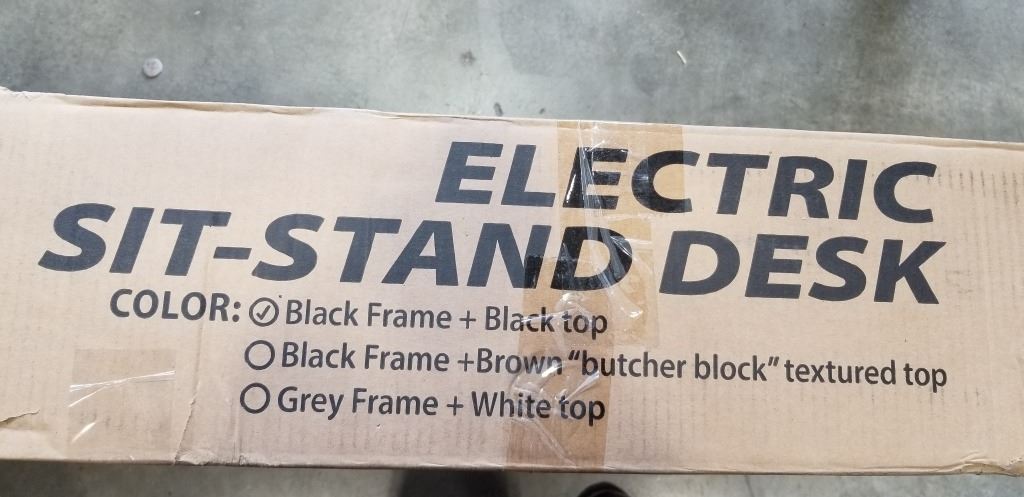 ELECTRIC
SIT-STAND DESK
COLOR: Black Frame + Black top
Black Frame +Brown “butcher block” textured top
Grey Frame + White top